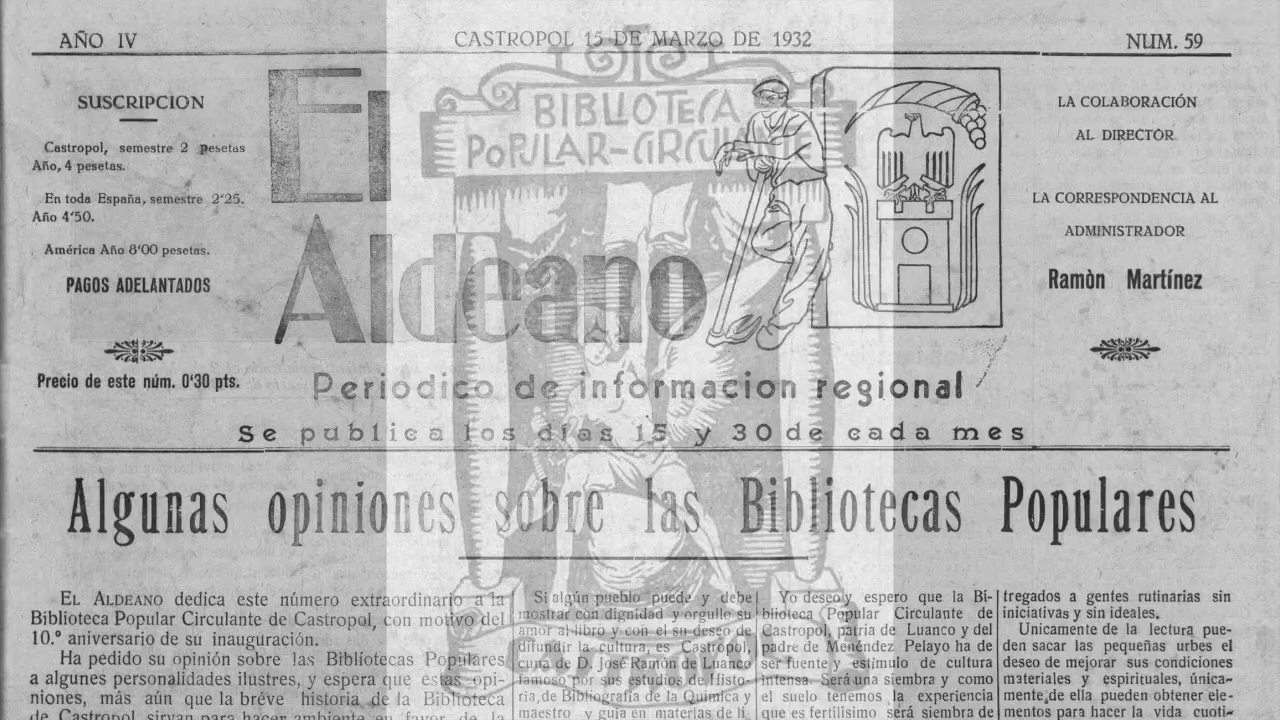 AÑO IV
CASTROPOL 15 DE MARZO DE 1932
NUM. 59
SUSCRIPCION
Castropol, semestre 2 pesetas
Año, 4 pesetas.
En toda España, semestre 2'25.
Año 4'50.
América Año 8'00 pesetas.
PAGOS ADELANTADOS
Precio de este núm. 0'30 pts.
El
Aldeano
BIBLIOTECA
POPULAR-CIRCULA
LA COLABORACIÓN
AL DIRECTOR
LA CORRESPONDENCIA AL
ADMINISTRADOR
Ramòn Martínez
Periodico de informacion regional
Se publica los dias 15 y 30 de cada mes
Algunas opiniones sobre las Bibliotecas Populares
EL ALDEANO dedica este número extraordinario a la
Biblioteca Popular Circulante de Castropol, con motivo del
10.º aniversario de su inauguración.
Ha pedido su opinión sobre las Bibliotecas Populares
a algunes personalidades ilustres, y espera que estas opi-
niones, más aún que la bréve historia de la Biblioteca
de Castropol, sirvan para hacer ambiente en favor de la
Si algún pueblo puede y debe
mostrar con dignidad y orgullo su
amor al libro y con el su deseo de
difundir la cultura, es Castropol,
cuna de D. José Ramón de Luanco
famoso por sus estudios de Histo-
ria, de Bibliografía de la Química y
maestro y guia en materias de li
Yo deseo y espero que la Bi-
blioteca Popular Circulante de
Castropol, patria de Luanco y del
padre de Menéndez Pelayo ha de
ser fuente y estímulo de cultura
intensa. Será una siembra y como
el suelo tenemos la experiencia
que es fertilísimo será siembra de
tregados a gentes rutinarias sin
iniciativas y sin ideales.
Unicamente de la lectura pue-
den sacar las pequeñas urbes el
deseo de mejorar sus condiciones
materiales y espirituales, única-
mente de ella pueden obtener ele-
mentos para hacer la vida cuoti-